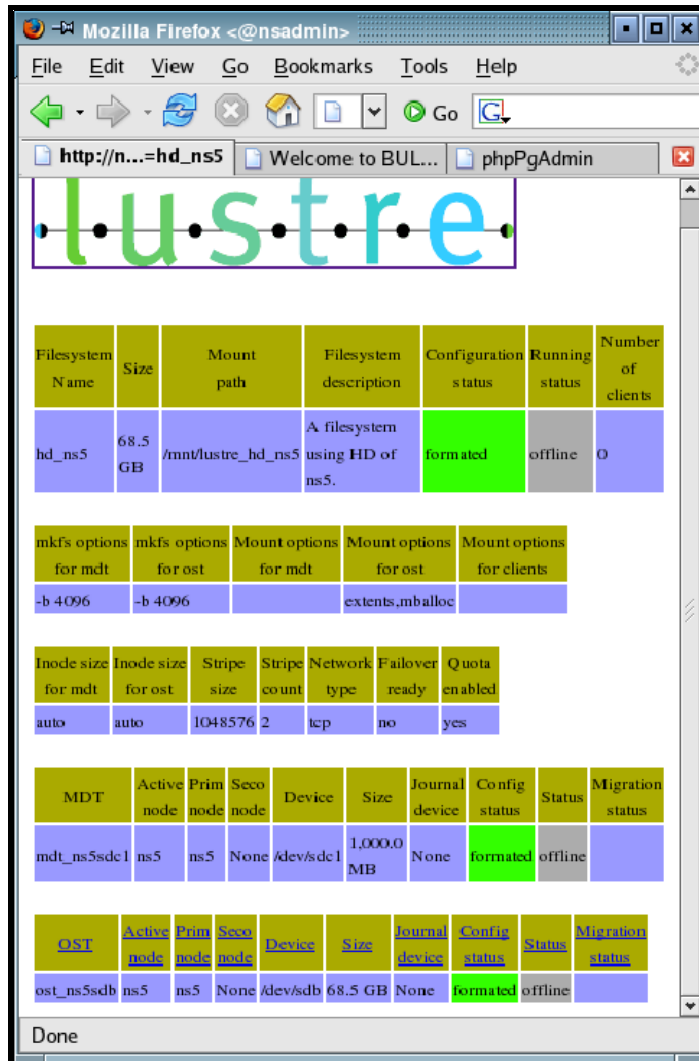 Mozilla Firefox <@nsadmin>
File Edit View Go Bookmarks Tools Help
Go G
http://n...=hd_ns5 Welcome to BUL... phpPgAdmin
lustre
Filesystem Name Size Mount path Filesystem description Configuration status Running status Number of clients
hd_ns5 68.5 GB /mnt/lustre_hd_ns5 A filesystem using HD of ns5. formated offline 0
mkfs options for mdt mkfs options for ost Mount options for mdt Mount options for ost Mount options for clients
-b 4096 -b 4096 extents,mballoc
Inode size for mdt Inode size for ost Stripe size Stripe count Network type Failover ready Quota enabled
auto auto 1048576 2 tcp no yes
MDT Active node Prim node Seco node Device Size Journal device Config status Status Migration status
mdt_ns5sdc1 ns5 ns5 None /dev/sdc1 1,000.0 MB None formated offline
OST Active node Prim node Seco node Device Size Journal device Config status Status Migration status
ost_ns5sdb ns5 ns5 None /dev/sdb 68.5 GB None formated offline
Done